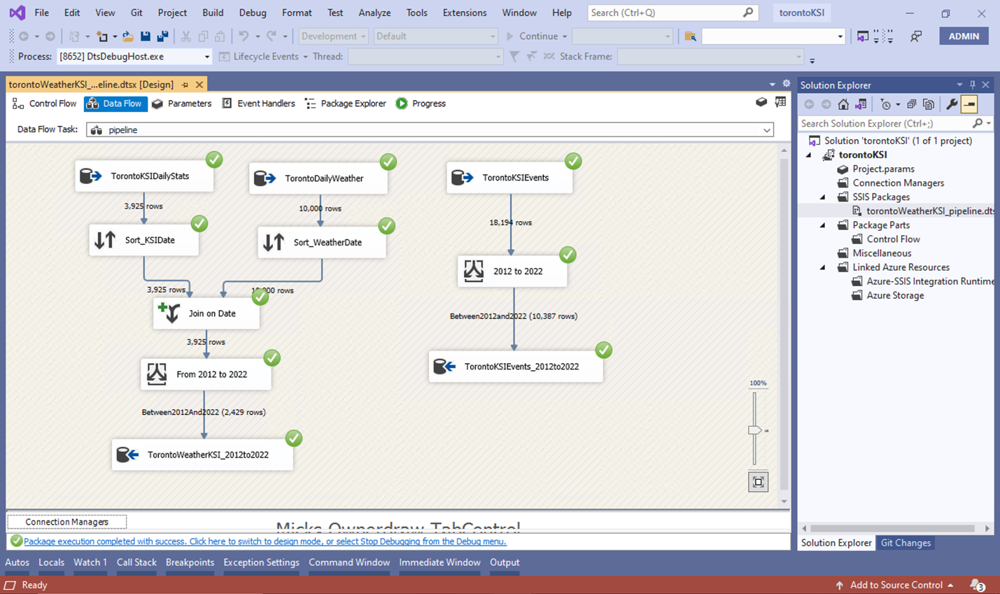 File Edit View Git Project Build Debug Format Test Analyze Tools Extensions Window Help Search (Ctrl+Q) torontoKSI
Development Default Continue ADMIN
Process: [8652] DtsDebugHost.exe Lifecycle Events Thread: Stack Frame:
torontoWeatherKSI_...eline.dtsx [Design]
Control Flow Data Flow Parameters Event Handlers Package Explorer Progress
Data Flow Task: pipeline
TorontoKSIDailyStats
TorontoDailyWeather
TorontoKSIEvents
3,925 rows
10,000 rows
18,194 rows
Sort_KSIDate
Sort_WeatherDate
2012 to 2022
3,925 rows
10,000 rows
Join on Date
Between2012and2022 (10,387 rows)
3,925 rows
From 2012 to 2022
TorontoKSIEvents_2012to2022
100%
Between2012And2022 (2,429 rows)
TorontoWeatherKSI_2012to2022
Connection Managers
Micks Ownerdraw TabControl
Package execution completed with success. Click here to switch to design mode, or select Stop Debugging from the Debug menu.
Solution Explorer
Search Solution Explorer (Ctrl+;)
Solution 'torontoKSI' (1 of 1 project)
torontoKSI
Project.params
Connection Managers
SSIS Packages
torontoWeatherKSI_pipeline.dts
Package Parts
Control Flow
Miscellaneous
Linked Azure Resources
Azure-SSIS Integration Runtime
Azure Storage
Solution Explorer Git Changes
Autos Locals Watch 1 Call Stack Breakpoints Exception Settings Command Window Immediate Window Output
Ready Add to Source Control 3